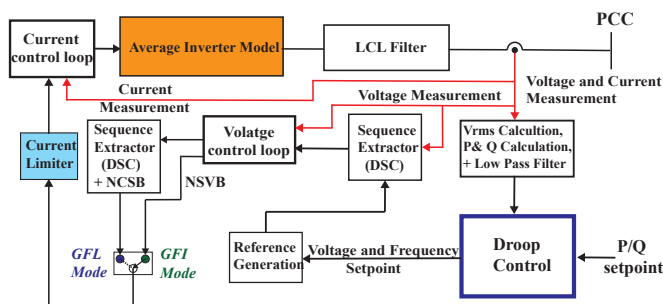 PCC
Current
control loop
Average Inverter Model
LCL Filter
Voltage and Current
Measurement
Current
Measurement
Voltage Measurement
Current
Limiter
Sequence
Extractor
(DSC)
+ NCSB
Volatge
control loop
NSVB
Sequence
Extractor
(DSC)
Vrms Calcultion,
P& Q Calculation,
+ Low Pass Filter
GFL
Mode
GFI
Mode
Reference
Generation
Voltage and Frequency
Setpoint
Droop
Control
P/Q
setpoint